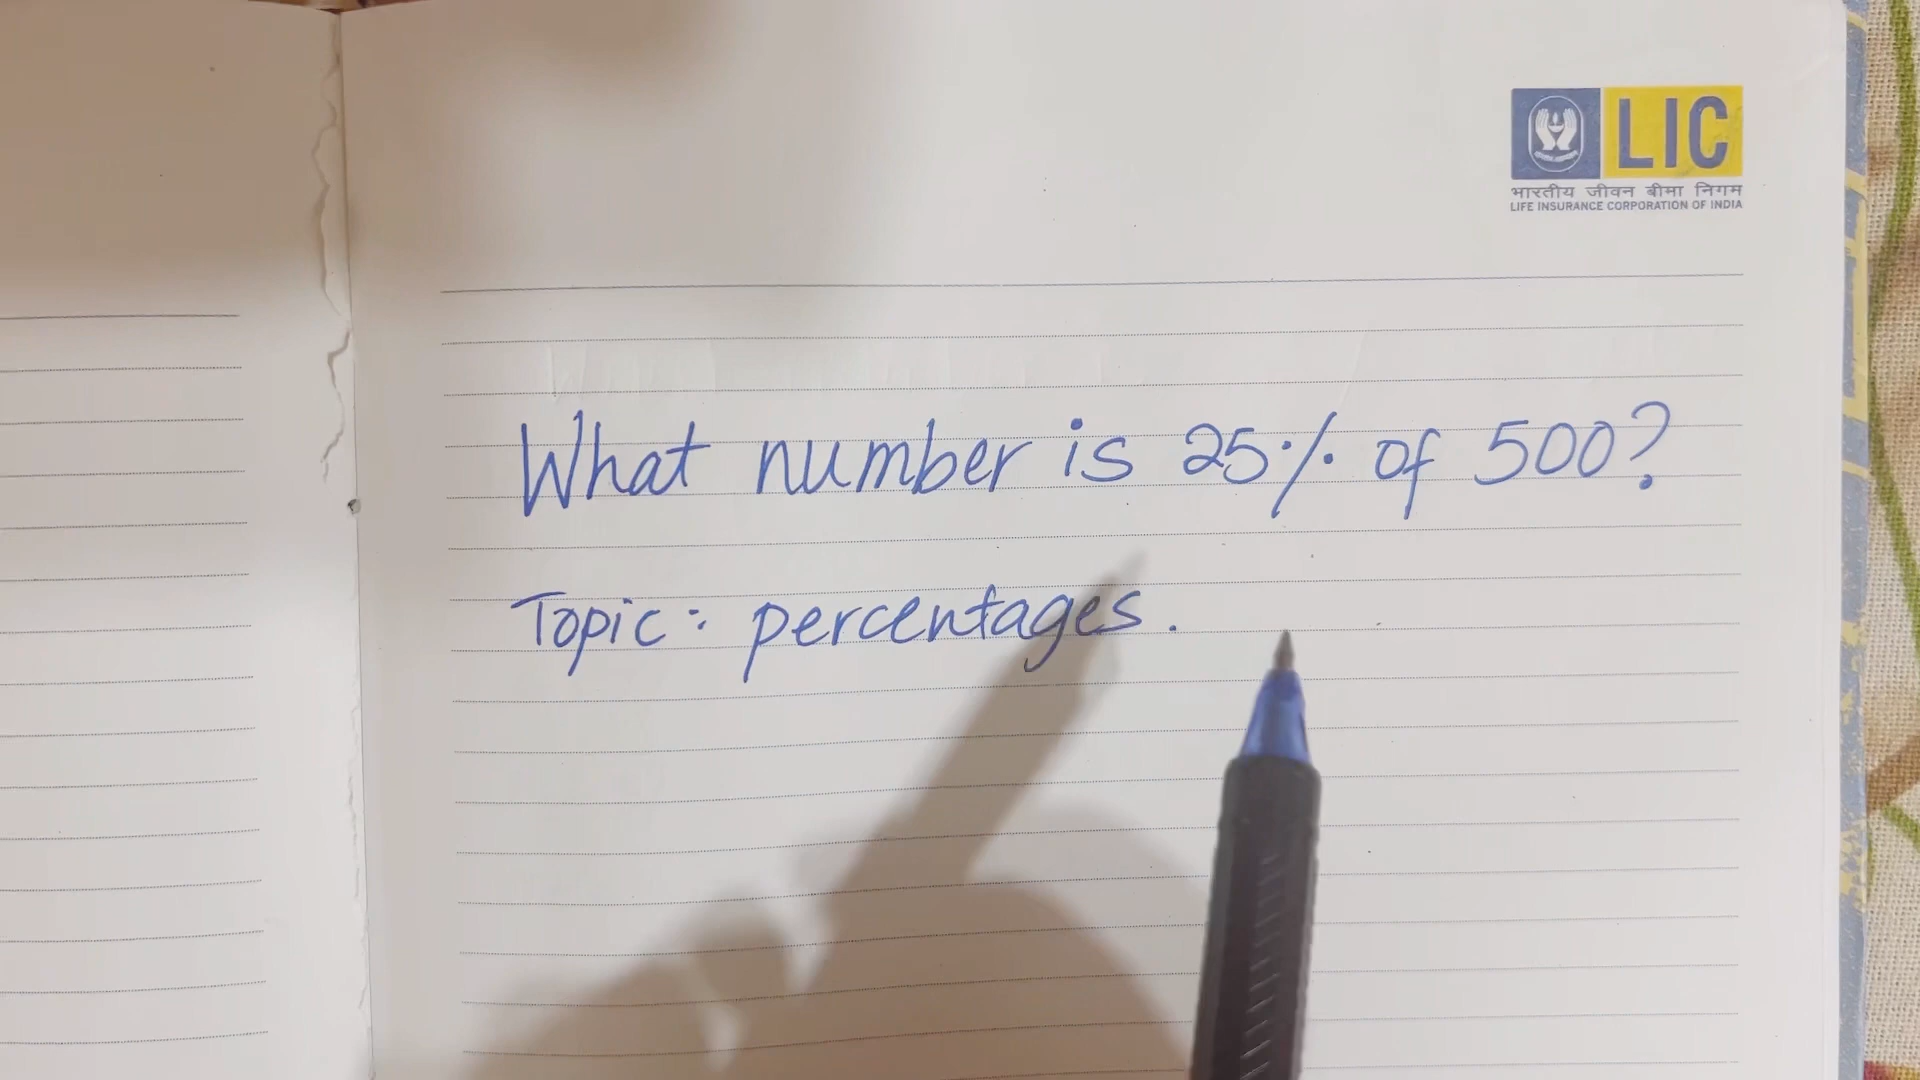 LIC
भारतीय जीवन बीमा निगम
LIFE INSURANCE CORPORATION OF INDIA
What number is 25% of 500?
Topic: percentages.